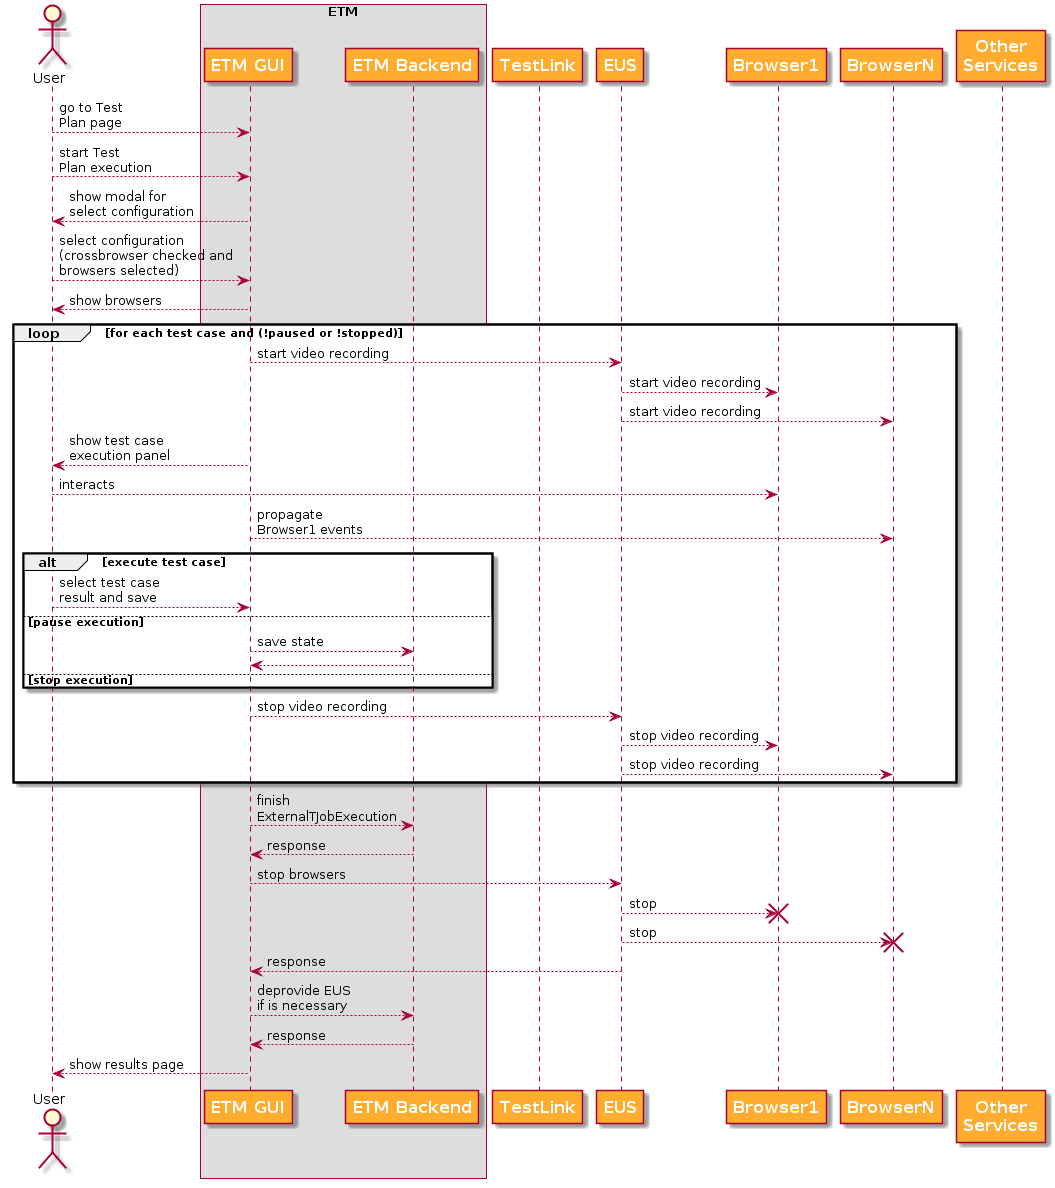 ETM
User
ETM GUI
ETM Backend
TestLink
EUS
Browser1
BrowserN
Other
Services
go to Test
Plan page
start Test
Plan execution
show modal for
select configuration
select configuration
(crossbrowser checked and
browsers selected)
show browsers
loop
[for each test case and (!paused or !stopped)]
start video recording
start video recording
start video recording
show test case
execution panel
interacts
propagate
Browser1 events
alt
[execute test case]
select test case
result and save
[pause execution]
save state
[stop execution]
stop video recording
stop video recording
stop video recording
finish
ExternalTJobExecution
response
stop browsers
stop
stop
response
deprovide EUS
if is necessary
response
show results page
User
ETM GUI
ETM Backend
TestLink
EUS
Browser1
BrowserN
Other
Services